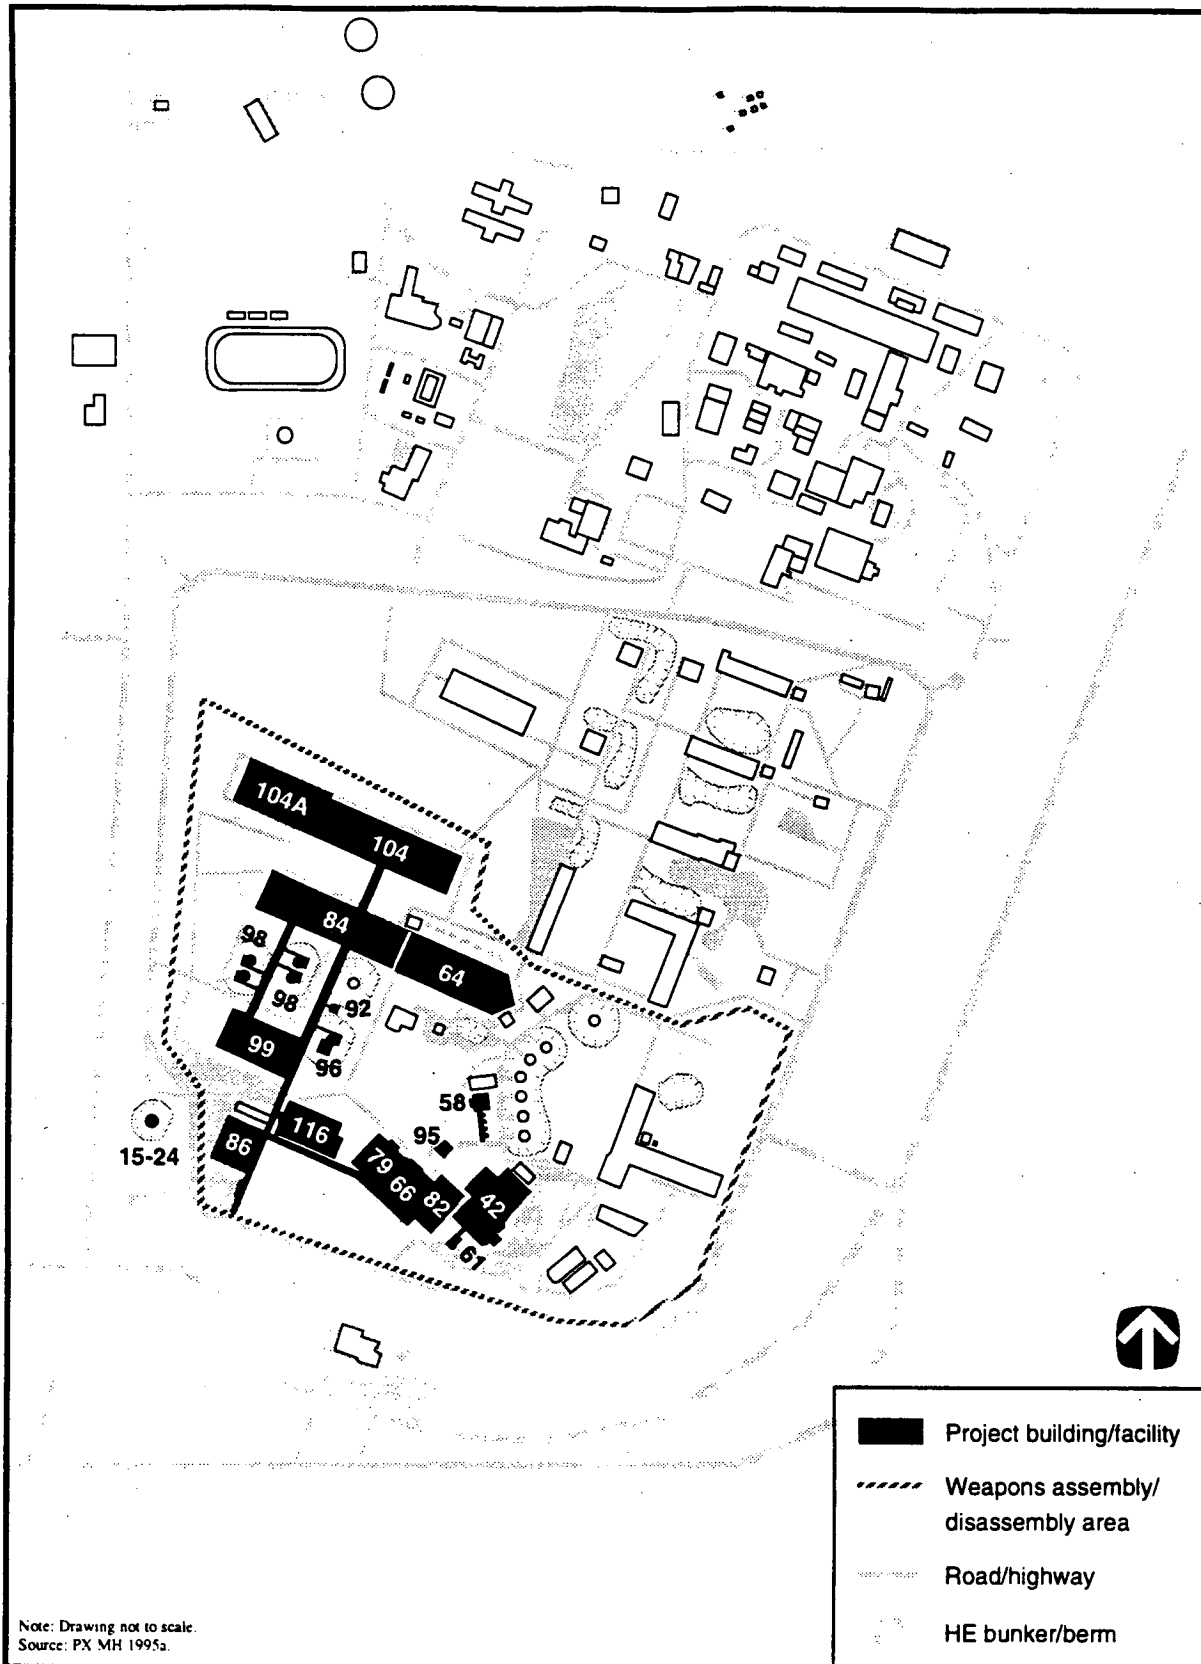 104A
104
84
98
64
98
92
99
96
58
116
95
86
15-24
79
66
82
42
61
Project building/facility
Weapons assembly/
disassembly area
Road/highway
HE bunker/berm
Note: Drawing not to scale.
Source: PX MH 1995a.